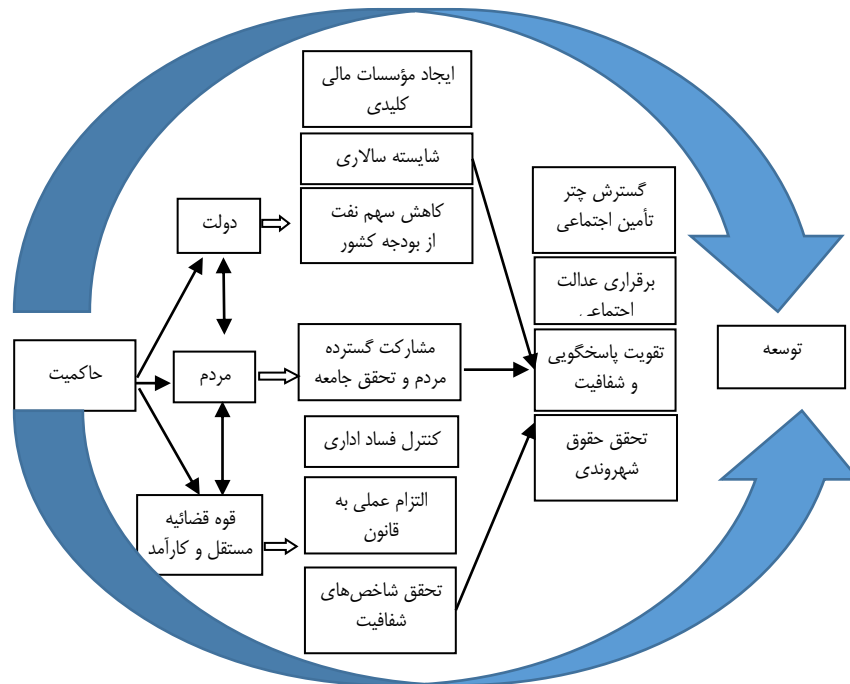 حاکمیت
دولت
مردم
قوه قضائیه
مستقل و کارآمد
ایجاد مؤسسات مالی
کلیدی
شایسته سالاری
کاهش سهم نفت
از بودجه کشور
مشارکت گسترده
مردم و تحقق جامعه
کنترل فساد اداری
التزام عملی به
قانون
تحقق شاخص‌های
شفافیت
گسترش چتر
تأمین اجتماعی
برقراری عدالت
تقویت پاسخگویی
و شفافیت
تحقق حقوق
شهروندی
توسعه